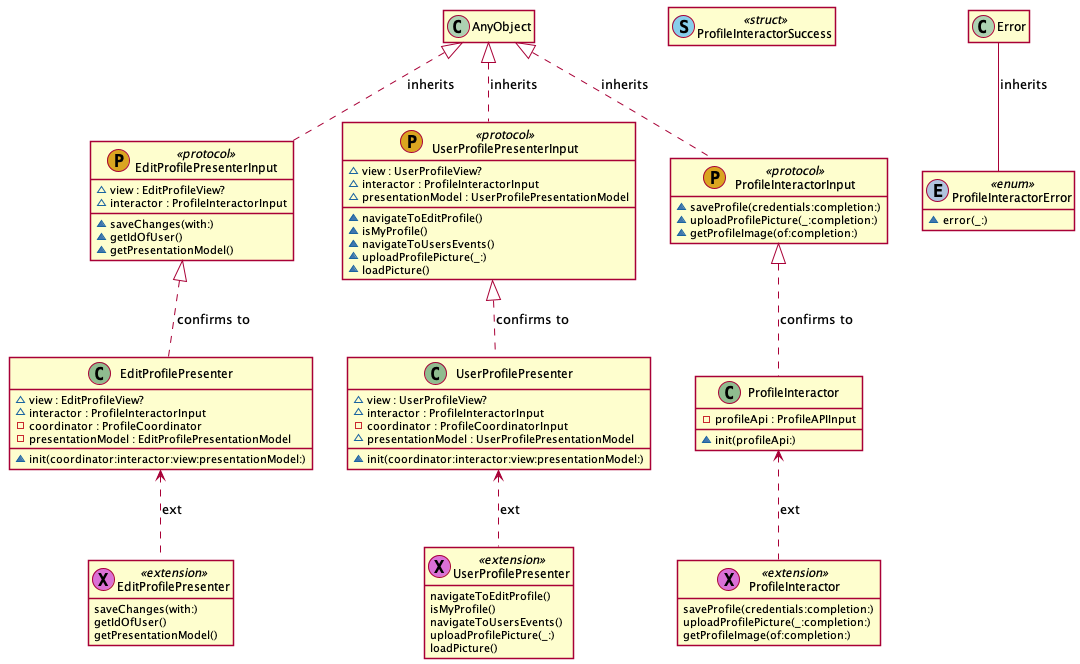 C AnyObject
S «struct»
ProfileInteractorSuccess
C Error
inherits
inherits
inherits
inherits
P «protocol»
EditProfilePresenterInput
view : EditProfileView?
interactor : ProfileInteractorInput
saveChanges(with:)
getIdOfUser()
getPresentationModel()
P «protocol»
UserProfilePresenterInput
view : UserProfileView?
interactor : ProfileInteractorInput
presentationModel : UserProfilePresentationModel
navigateToEditProfile()
isMyProfile()
navigateToUsersEvents()
uploadProfilePicture(_:)
loadPicture()
P «protocol»
ProfileInteractorInput
saveProfile(credentials:completion:)
uploadProfilePicture(_:completion:)
getProfileImage(of:completion:)
E «enum»
ProfileInteractorError
error(_:)
confirms to
confirms to
confirms to
C EditProfilePresenter
view : EditProfileView?
interactor : ProfileInteractorInput
coordinator : ProfileCoordinator
presentationModel : EditProfilePresentationModel
init(coordinator:interactor:view:presentationModel:)
C UserProfilePresenter
view : UserProfileView?
interactor : ProfileInteractorInput
coordinator : ProfileCoordinatorInput
presentationModel : UserProfilePresentationModel
init(coordinator:interactor:view:presentationModel:)
C ProfileInteractor
profileApi : ProfileAPIInput
init(profileApi:)
ext
ext
ext
X «extension»
EditProfilePresenter
saveChanges(with:)
getIdOfUser()
getPresentationModel()
X «extension»
UserProfilePresenter
navigateToEditProfile()
isMyProfile()
navigateToUsersEvents()
uploadProfilePicture(_:)
loadPicture()
X «extension»
ProfileInteractor
saveProfile(credentials:completion:)
uploadProfilePicture(_:completion:)
getProfileImage(of:completion:)